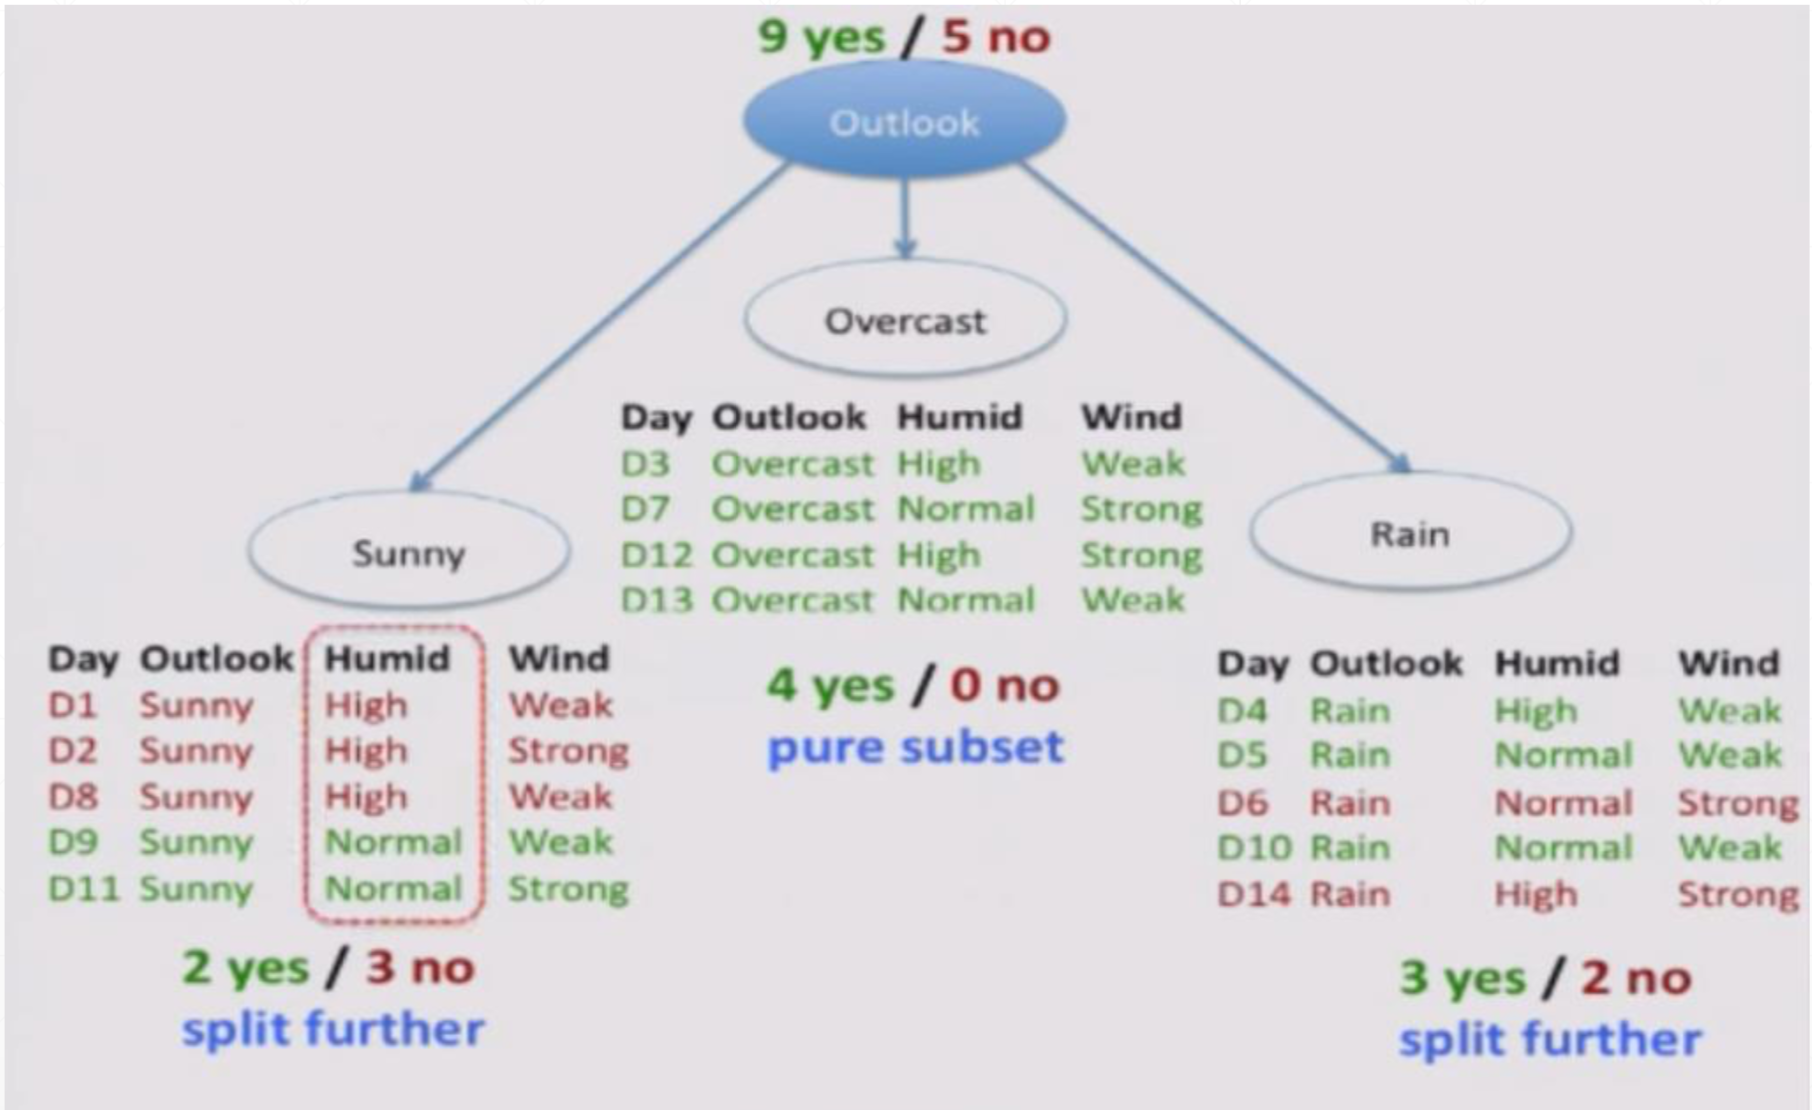 9 yes / 5 no
Outlook
Overcast
Day Outlook Humid Wind
D3 Overcast High Weak
D7 Overcast Normal Strong
D12 Overcast High Strong
D13 Overcast Normal Weak
4 yes / 0 no
pure subset
Sunny
Day Outlook Humid Wind
D1 Sunny High Weak
D2 Sunny High Strong
D8 Sunny High Weak
D9 Sunny Normal Weak
D11 Sunny Normal Strong
2 yes / 3 no
split further
Rain
Day Outlook Humid Wind
D4 Rain High Weak
D5 Rain Normal Weak
D6 Rain Normal Strong
D10 Rain Normal Weak
D14 Rain High Strong
3 yes / 2 no
split further